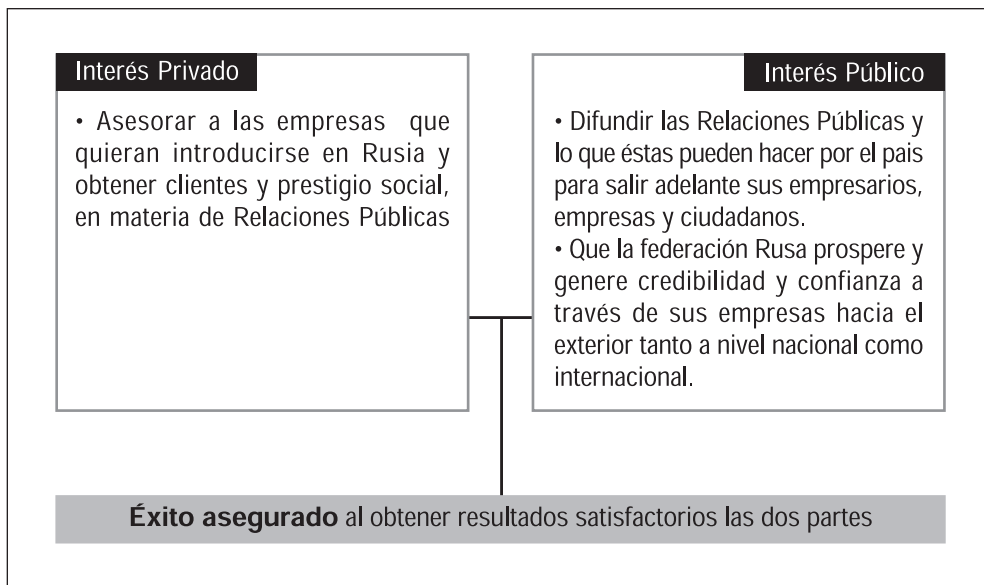 Interés Privado
• Asesorar a las empresas que
quieran introducirse en Rusia y
obtener clientes y prestigio social,
en materia de Relaciones Públicas
Interés Público
• Difundir las Relaciones Públicas y
lo que éstas pueden hacer por el pais
para salir adelante sus empresarios,
empresas y ciudadanos.
• Que la federación Rusa prospere y
genere credibilidad y confianza a
través de sus empresas hacia el
exterior tanto a nivel nacional como
internacional.
Éxito asegurado al obtener resultados satisfactorios las dos partes